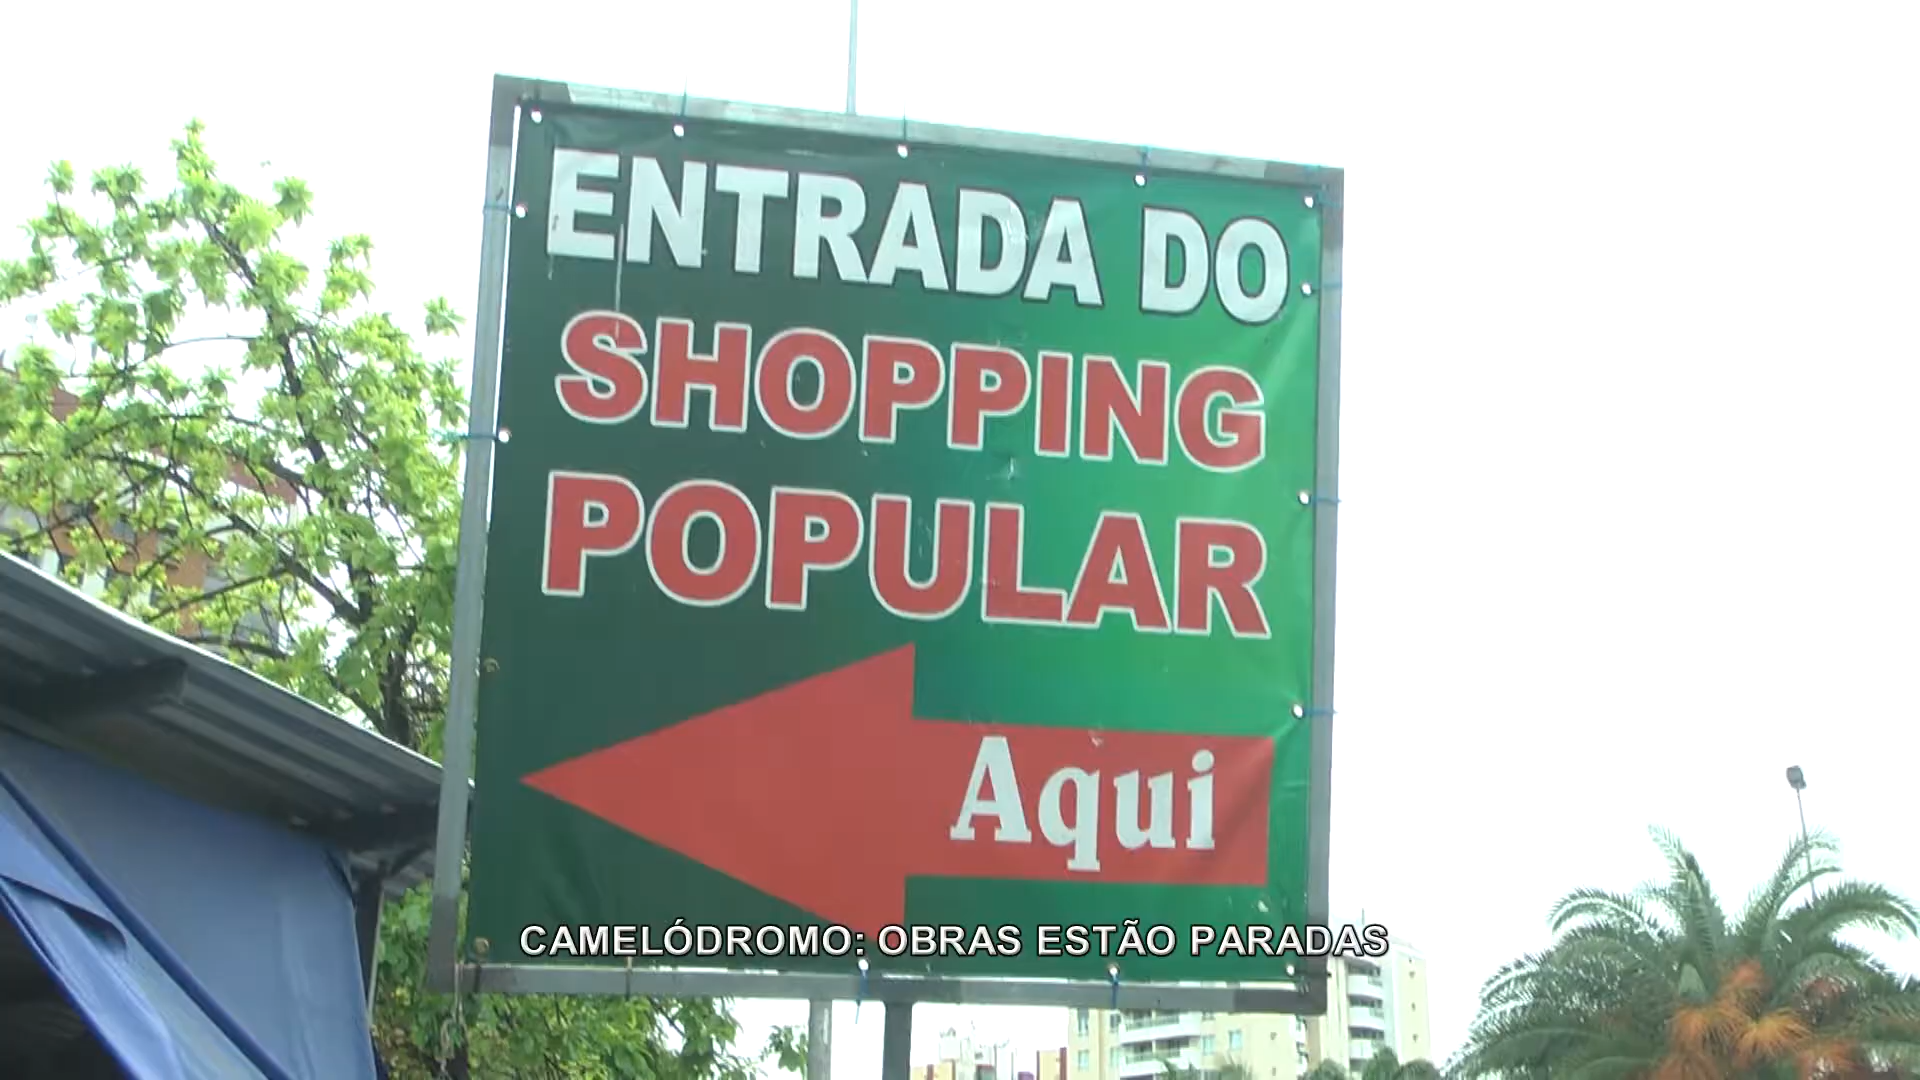 ENTRADA DO
SHOPPING
POPULAR
Aqui
CAMELÓDROMO: OBRAS ESTÃO PARADAS